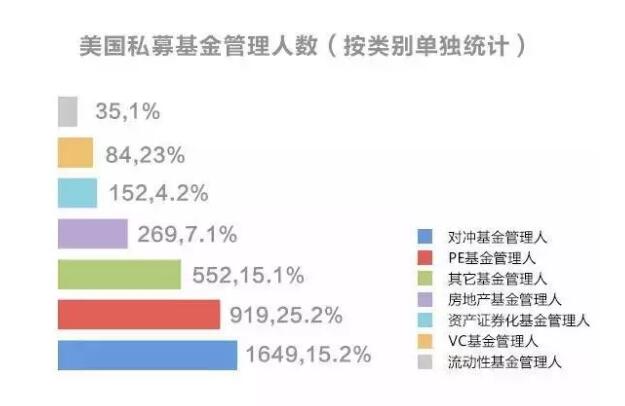 美国私募基金管理人数（按类别单独统计）
35,1%
84,23%
152,4.2%
269,7.1%
552,15.1%
919,25.2%
1649,15.2%
对冲基金管理人
PE基金管理人
其它基金管理人
房地产基金管理人
资产证券化基金管理人
VC基金管理人
流动性基金管理人